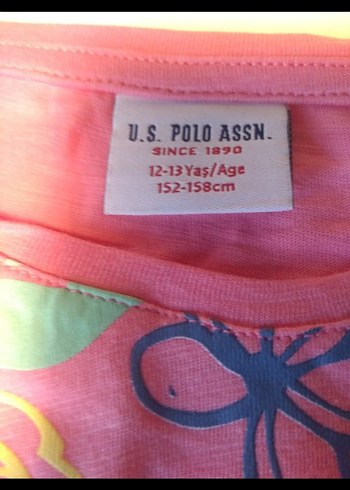 U.S. POLO ASSN.
SINCE 1890
12-13 Yaş/Age
152-158cm